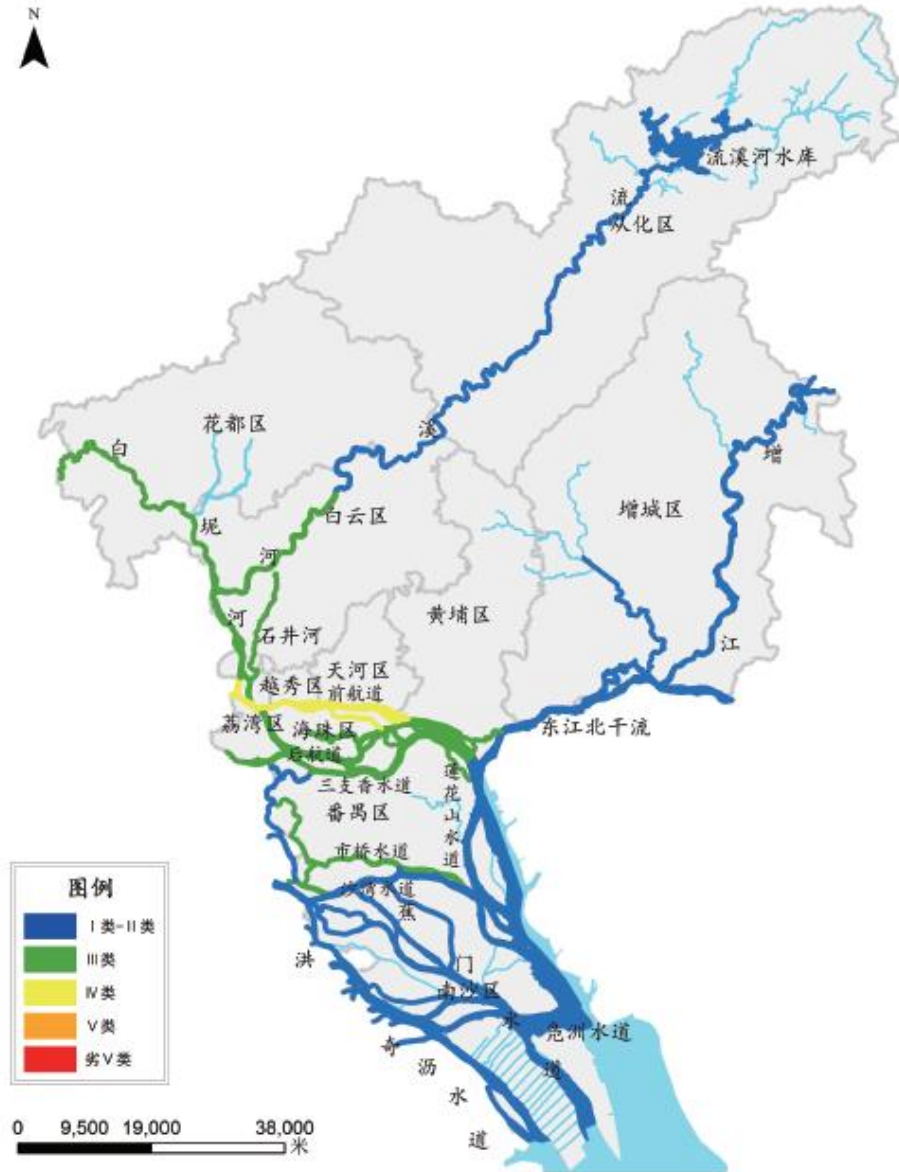 N
流溪河水库
流
从化区
花都区
溪
白
增
坭
白云区
增城区
河
河
石井河
黄埔区
江
天河区
越秀区
前航道
荔湾区
海珠区
东江北干流
后航道
三支香水道
莲花山水道
番禺区
市桥水道
沙湾水道
蕉
洪
门
南沙区
水
凫洲水道
奇
道
沥
水
道
图例
Ⅰ类-Ⅱ类
Ⅲ类
Ⅳ类
Ⅴ类
劣Ⅴ类
0 9,500 19,000 38,000
米